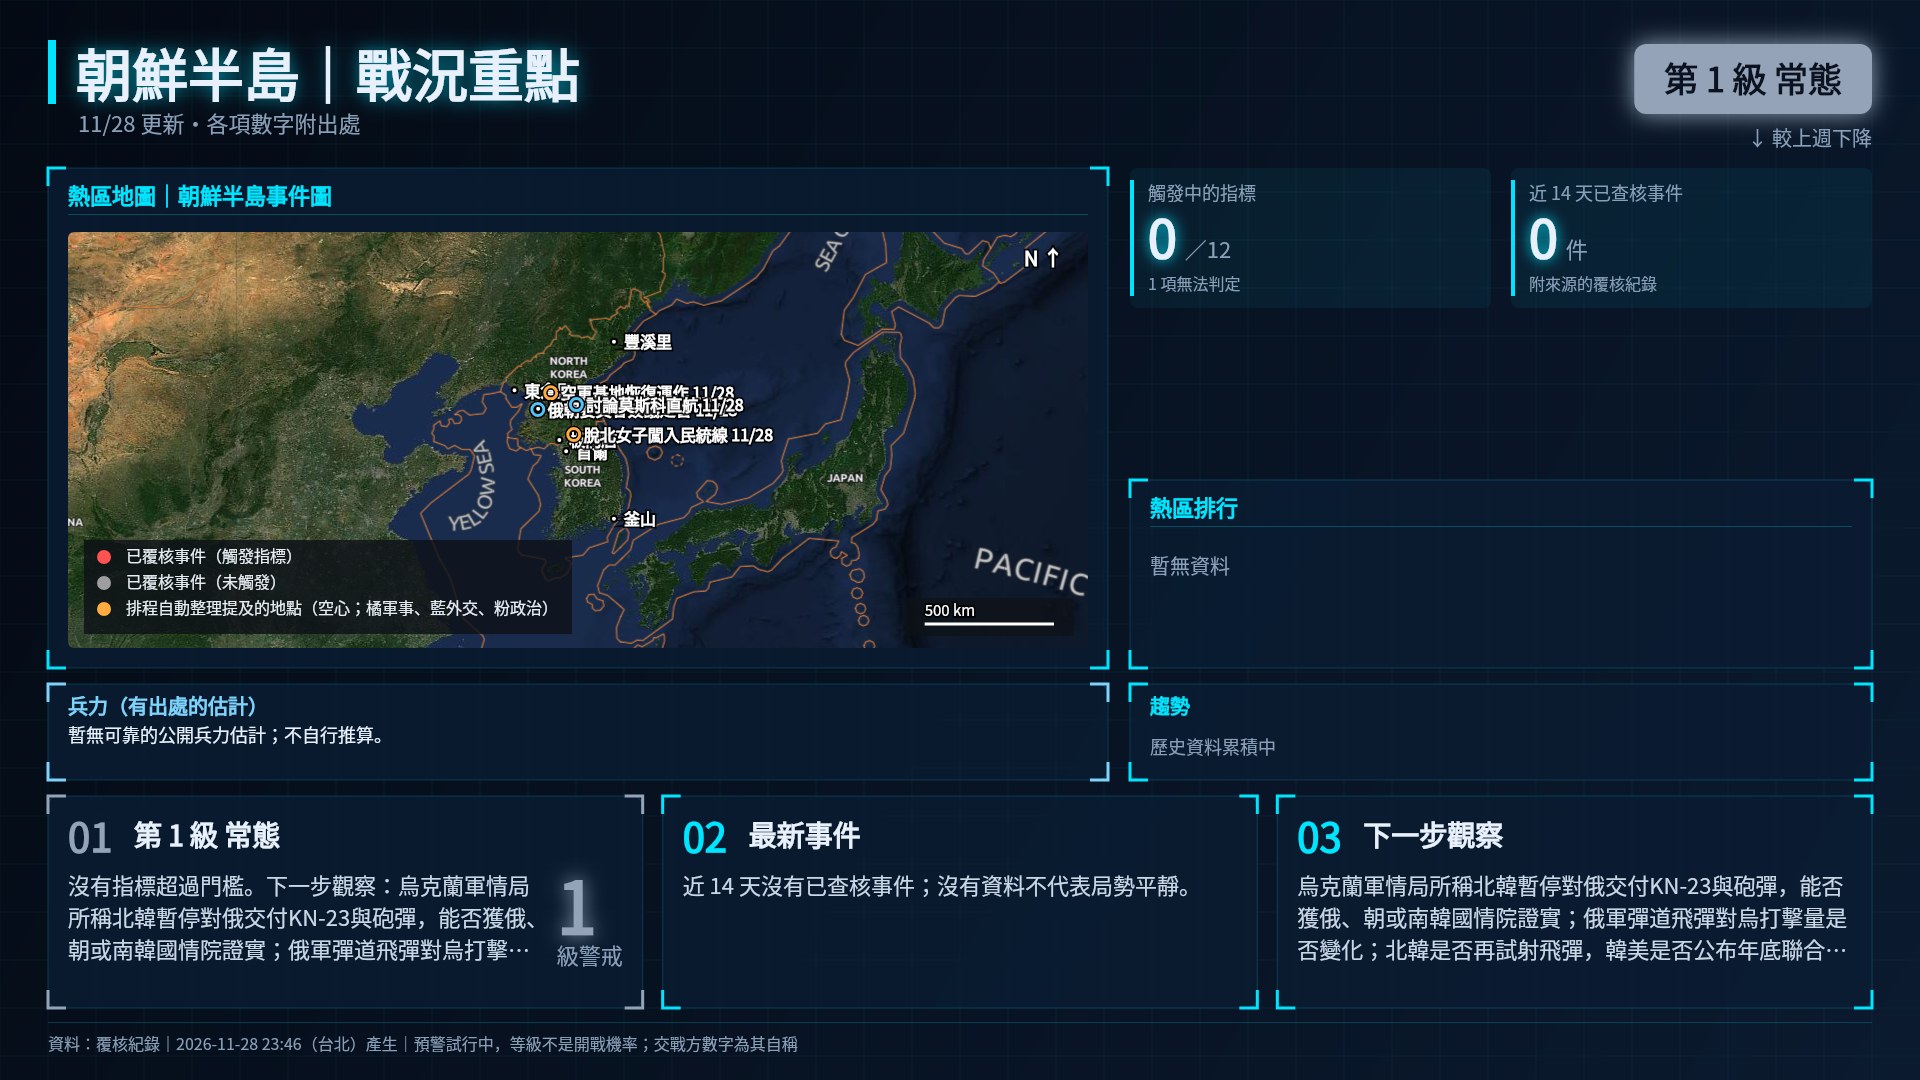 朝鮮半島｜戰況重點
11/28 更新・各項數字附出處
第 1 級 常態
↓ 較上週下降
熱區地圖｜朝鮮半島事件圖
SEA
N ↑
豐溪里
NORTH
KOREA
空軍基地恢復運作 11/28
討論莫斯科直航 11/28
脫北女子闖入民統線 11/28
首爾
SOUTH
KOREA
JAPAN
YELLOW SEA
釜山
NA
PACIFIC
已覆核事件（觸發指標）
已覆核事件（未觸發）
排程自動整理提及的地點（空心；橘軍事、藍外交、粉政治）
500 km
觸發中的指標
0 ／12
1 項無法判定
近 14 天已查核事件
0 件
附來源的覆核紀錄
熱區排行
暫無資料
兵力（有出處的估計）
暫無可靠的公開兵力估計；不自行推算。
趨勢
歷史資料累積中
01 第 1 級 常態
沒有指標超過門檻。下一步觀察：烏克蘭軍情局
所稱北韓暫停對俄交付KN-23與砲彈，能否獲俄、
朝或南韓國情院證實；俄軍彈道飛彈對烏打擊…
1
級警戒
02 最新事件
近 14 天沒有已查核事件；沒有資料不代表局勢平靜。
03 下一步觀察
烏克蘭軍情局所稱北韓暫停對俄交付KN-23與砲彈，能否
獲俄、朝或南韓國情院證實；俄軍彈道飛彈對烏打擊量是
否變化；北韓是否再試射飛彈，韓美是否公布年底聯合…
資料：覆核紀錄｜2026-11-28 23:46（台北）產生｜預警試行中，等級不是開戰機率；交戰方數字為其自稱